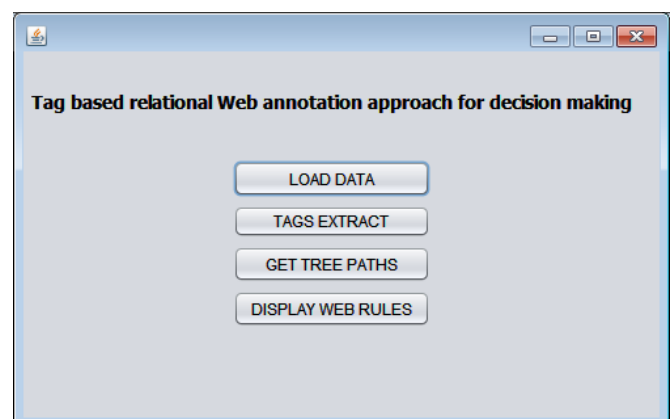 Tag based relational Web annotation approach for decision making
LOAD DATA
TAGS EXTRACT
GET TREE PATHS
DISPLAY WEB RULES